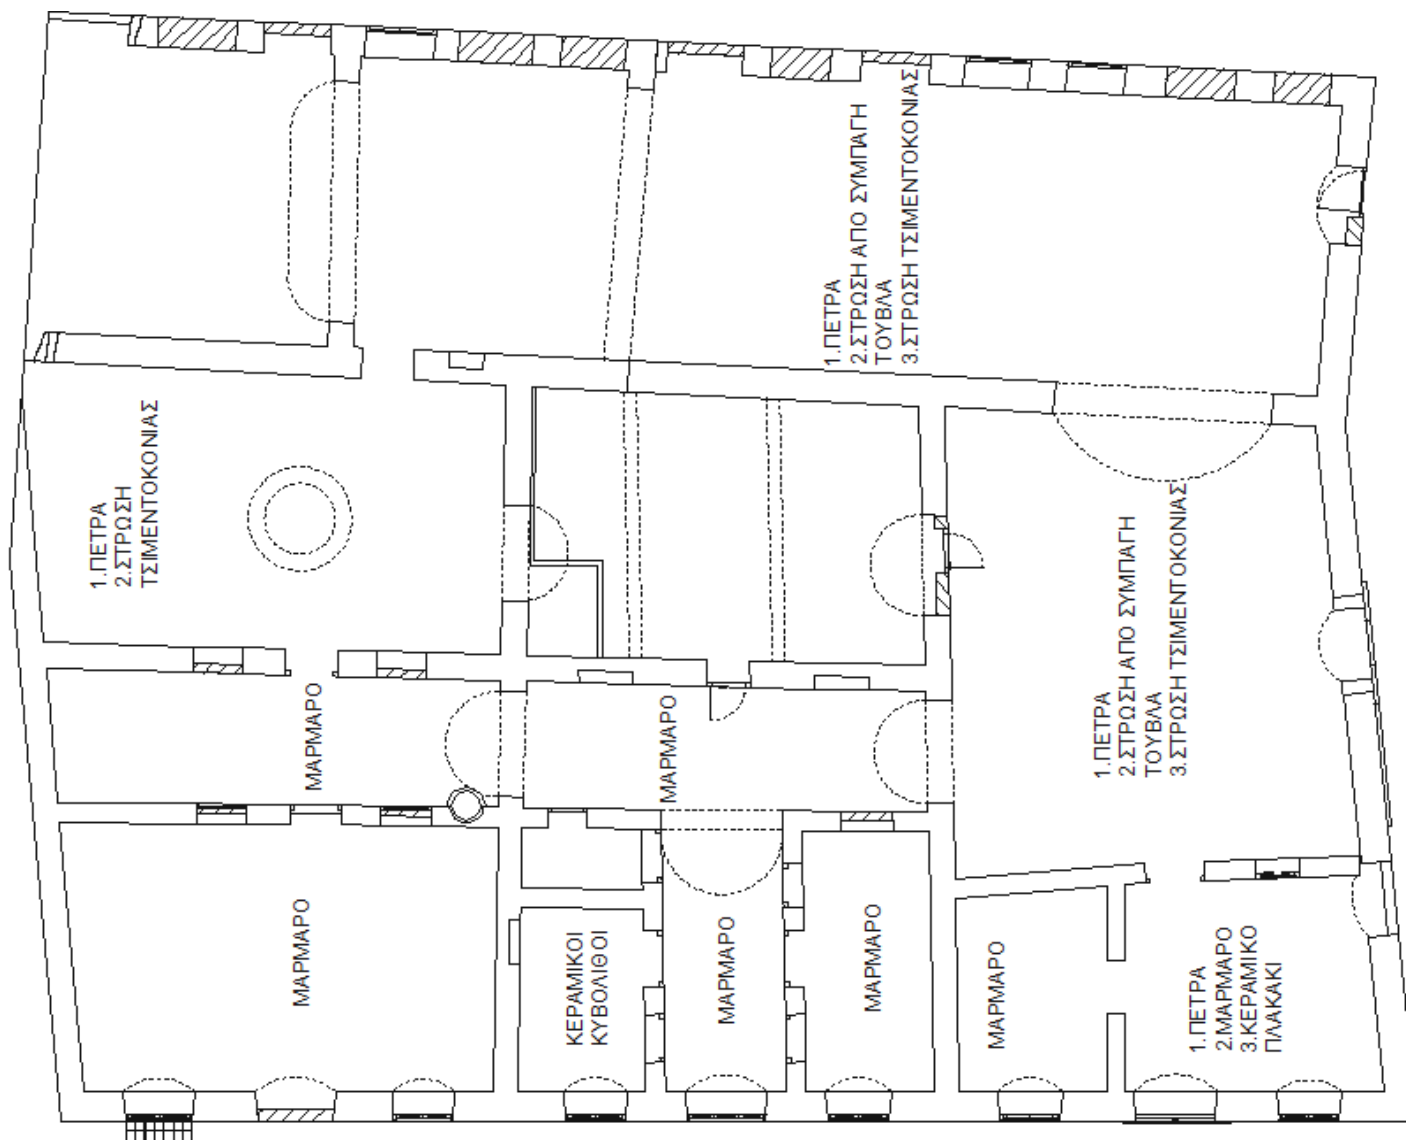 1.ΠΕΤΡΑ
2.ΣΤΡΩΣΗ
ΤΣΙΜΕΝΤΟΚΟΝΙΑΣ
1.ΠΕΤΡΑ
2.ΣΤΡΩΣΗ ΑΠΟ ΣΥΜΠΑΓΗ
ΤΟΥΒΛΑ
3.ΣΤΡΩΣΗ ΤΣΙΜΕΝΤΟΚΟΝΙΑΣ
ΜΑΡΜΑΡΟ
ΜΑΡΜΑΡΟ
1.ΠΕΤΡΑ
2.ΣΤΡΩΣΗ ΑΠΟ ΣΥΜΠΑΓΗ
ΤΟΥΒΛΑ
3.ΣΤΡΩΣΗ ΤΣΙΜΕΝΤΟΚΟΝΙΑΣ
ΜΑΡΜΑΡΟ
ΚΕΡΑΜΙΚΟΙ
ΚΥΒΟΛΙΘΟΙ
ΜΑΡΜΑΡΟ
ΜΑΡΜΑΡΟ
ΜΑΡΜΑΡΟ
1.ΠΕΤΡΑ
2.ΜΑΡΜΑΡΟ
3.ΚΕΡΑΜΙΚΟ
ΠΛΑΚΑΚΙ